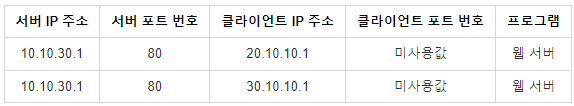 서버 IP 주소 서버 포트 번호 클라이언트 IP 주소 클라이언트 포트 번호 프로그램
10.10.30.1 80 20.10.10.1 미사용값 웹 서버
10.10.30.1 80 30.10.10.1 미사용값 웹 서버